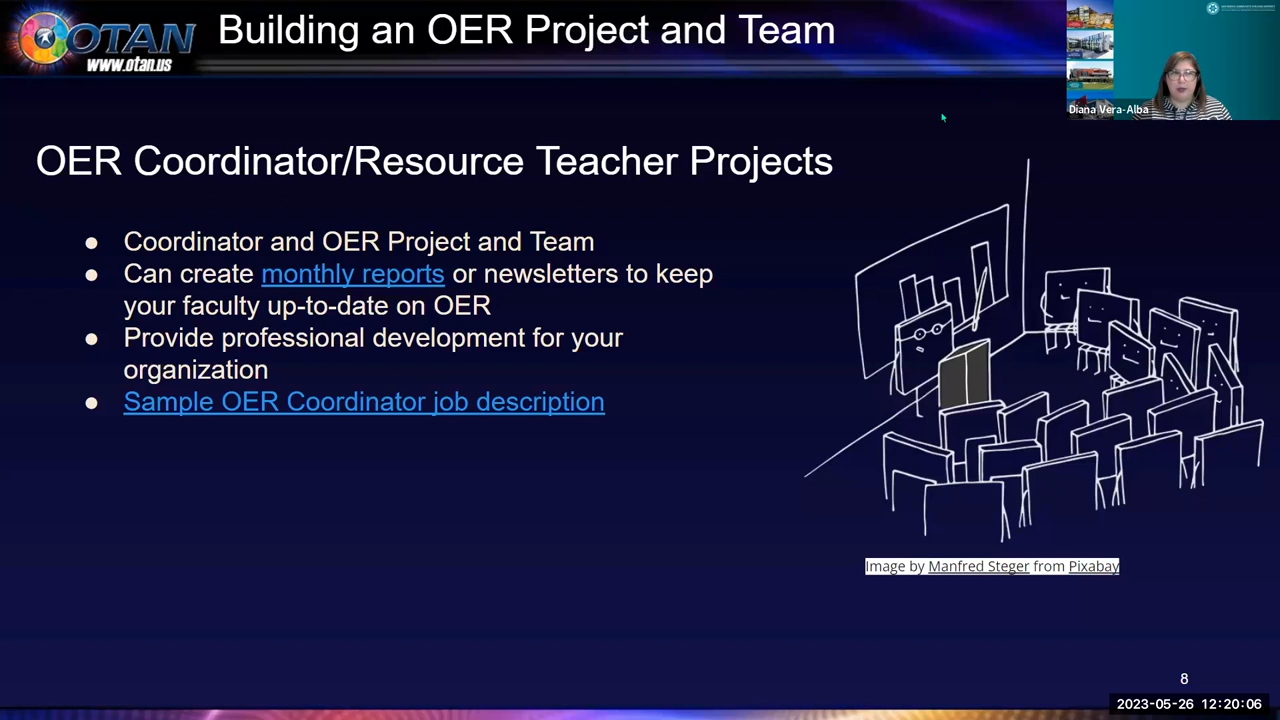 OTAN
www.otan.us
Building an OER Project and Team
Diana Vera-Alba
OER Coordinator/Resource Teacher Projects
● Coordinator and OER Project and Team
● Can create monthly reports or newsletters to keep
your faculty up-to-date on OER
● Provide professional development for your
organization
● Sample OER Coordinator job description
Image by Manfred Steger from Pixabay
8
2023-05-26 12:20:06